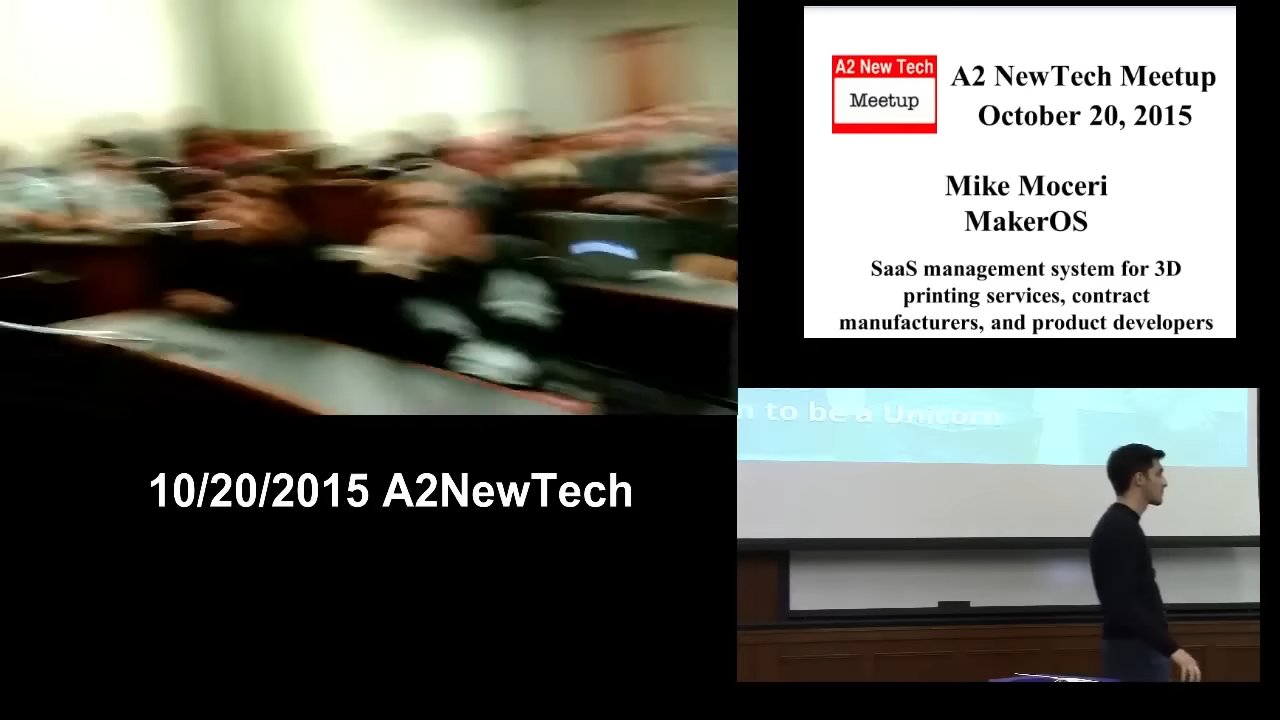 A2 New Tech
Meetup
A2 NewTech Meetup
October 20, 2015
Mike Moceri
MakerOS
SaaS management system for 3D
printing services, contract
manufacturers, and product developers
to be a Unicorn
10/20/2015 A2NewTech